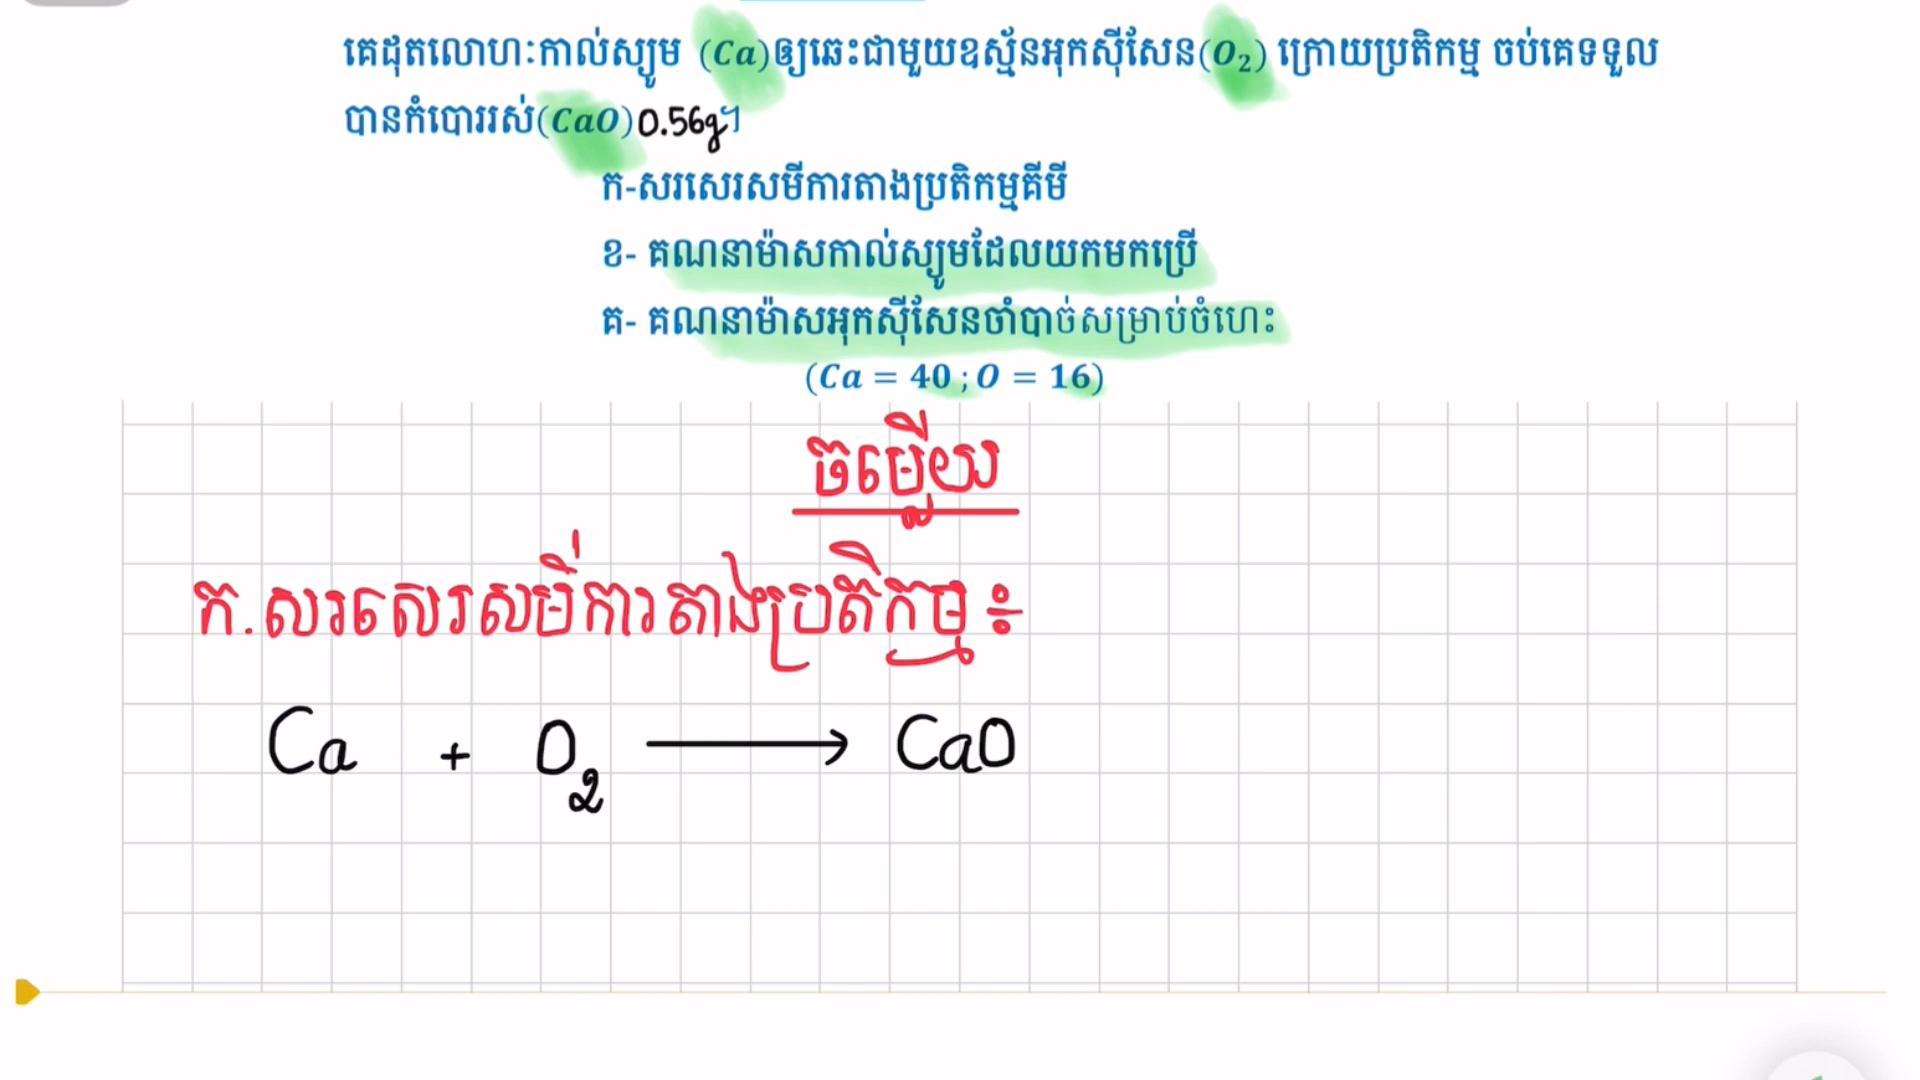 គេដុតលោហៈកាល់ស្យូម (Ca)ឲ្យឆេះជាមួយឧស្ម័នអុកស៊ីសែន(O₂) ក្រោយប្រតិកម្ម ចប់គេទទួល
បានកំបោររស់(CaO)0.56g។
ក-សរសេរសមីការតាងប្រតិកម្មគីមី
ខ- គណនាម៉ាសកាល់ស្យូមដែលយកមកប្រើ
គ- គណនាម៉ាសអុកស៊ីសែនចាំបាច់សម្រាប់ចំហេះ
(Ca = 40 ; O = 16)
ចម្លើយ
ក.សរសេរសមីការតាងប្រតិកម្ម៖
Ca + O₂ ⟶ CaO